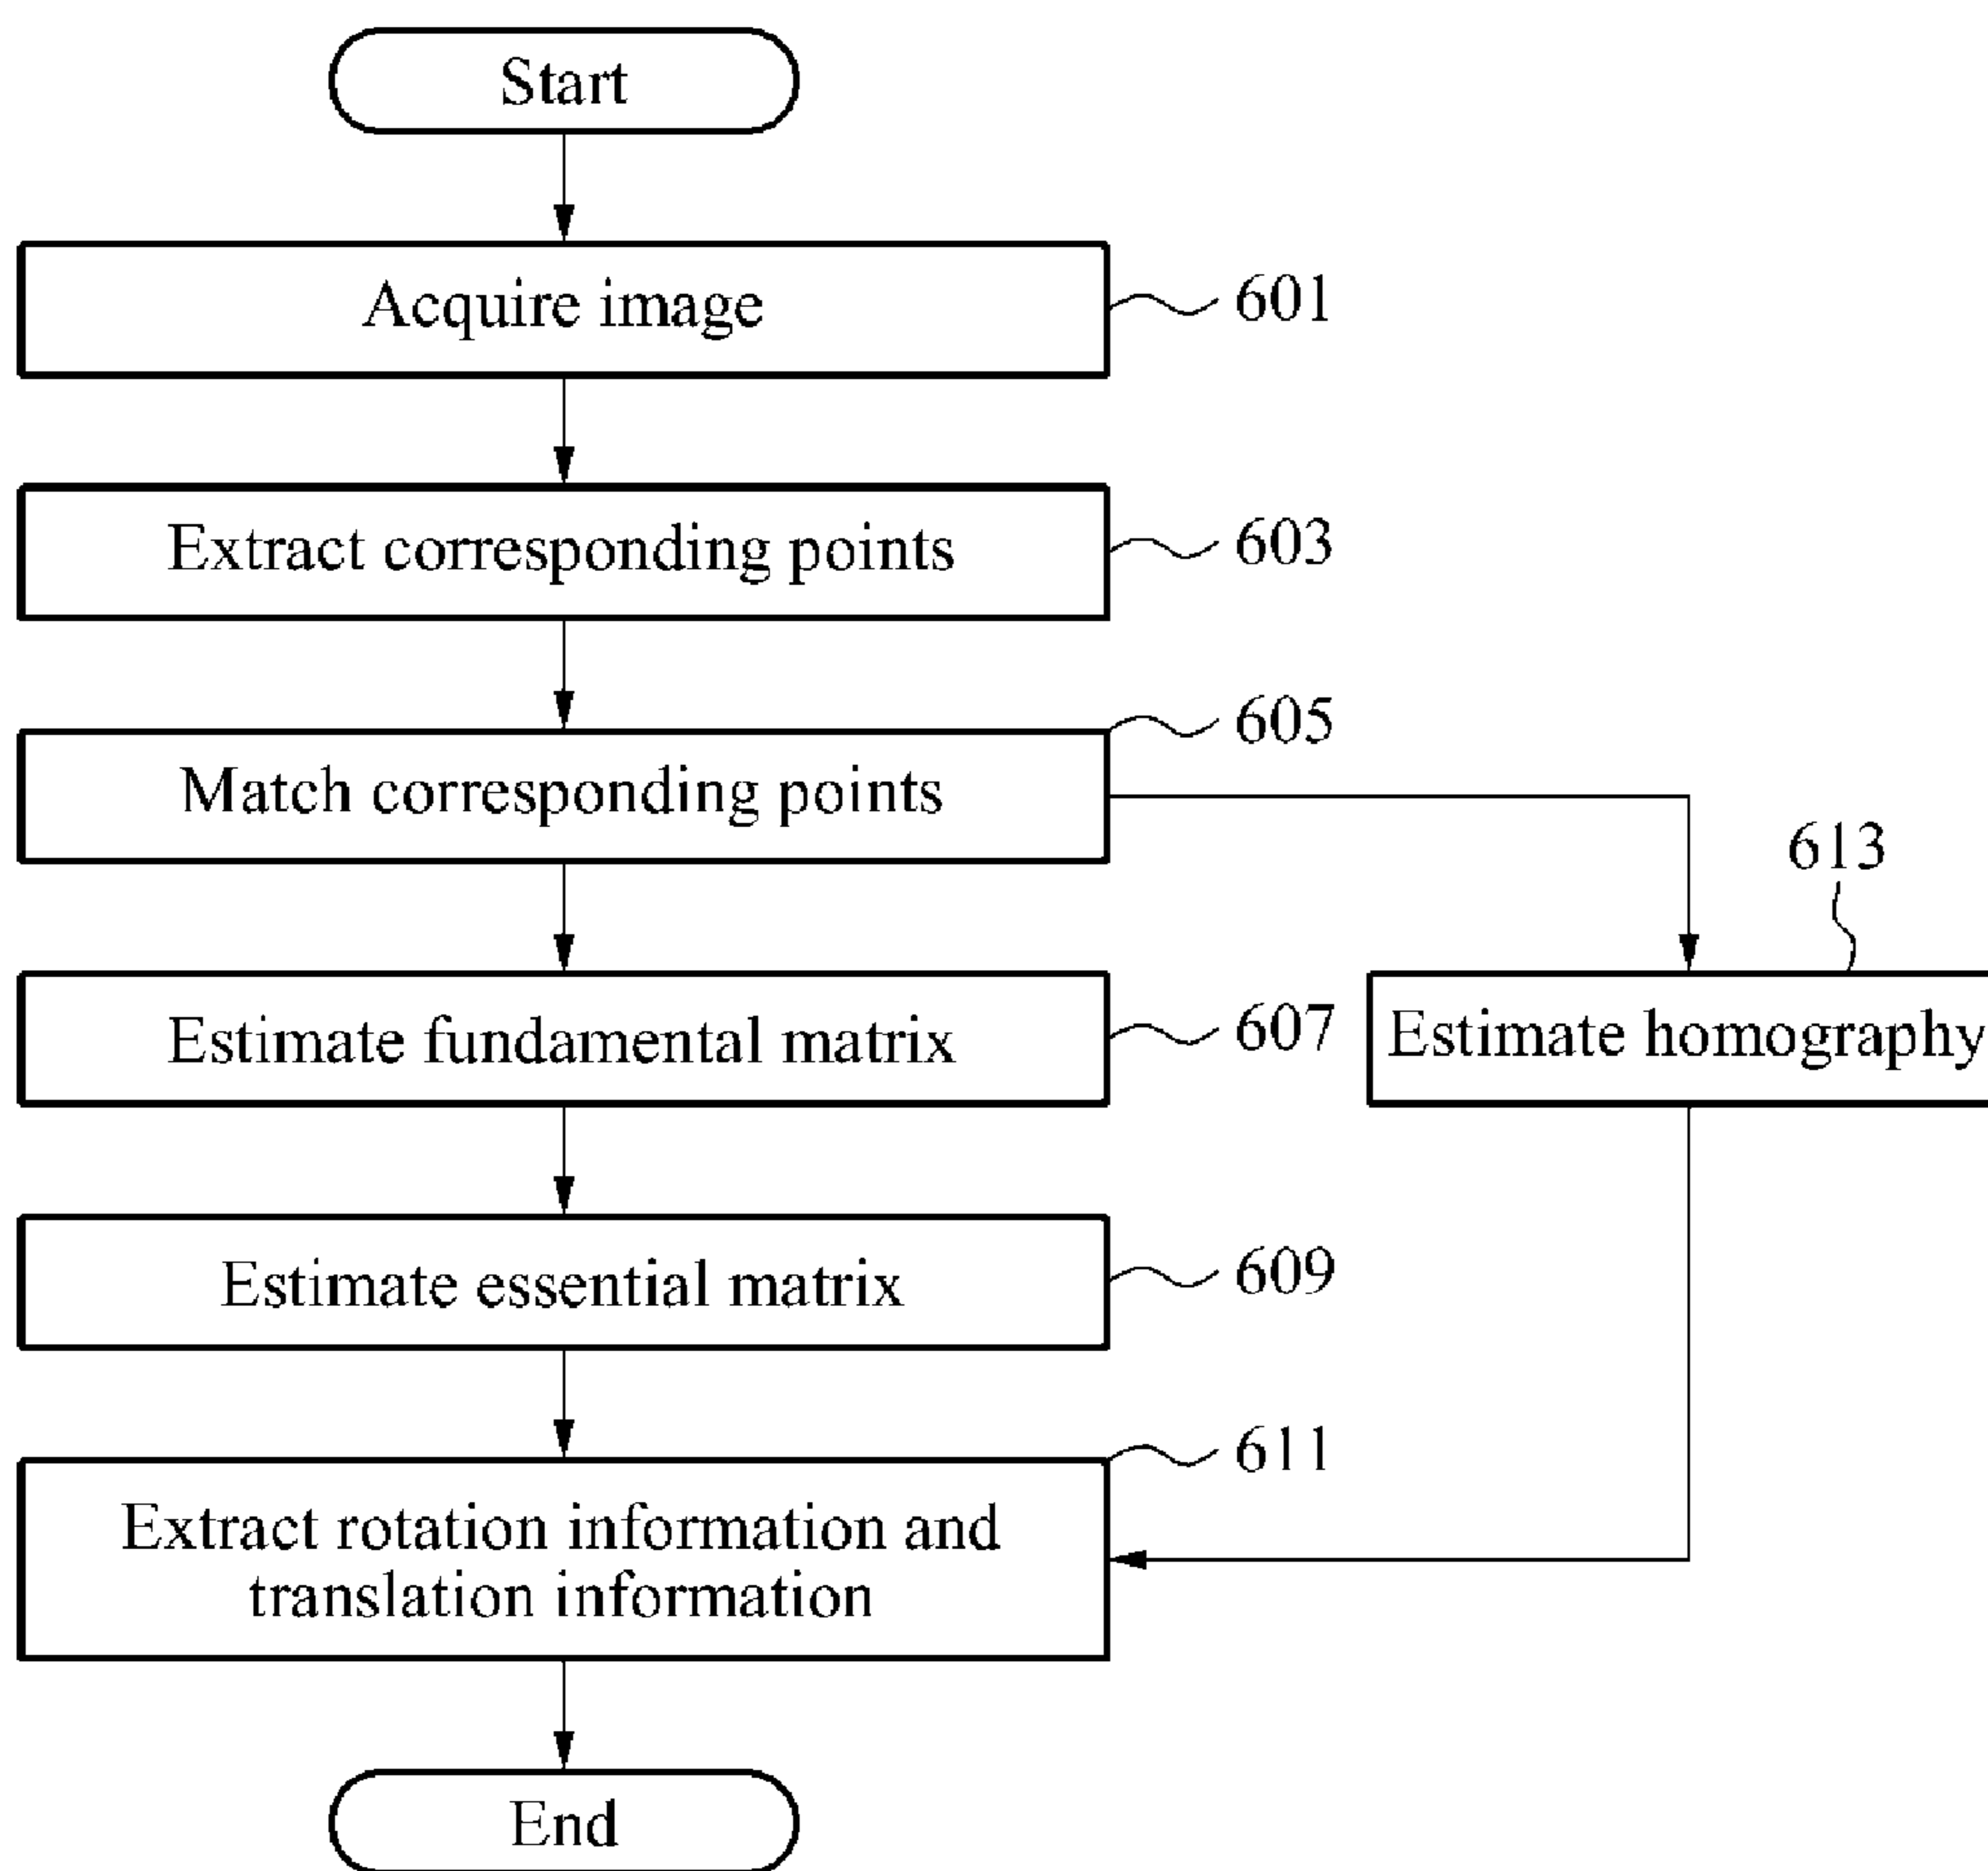 Start
Acquire image
601
Extract corresponding points
603
605
Match corresponding points
613
Estimate fundamental matrix
607
Estimate homography
Estimate essential matrix
609
611
Extract rotation information and
translation information
End